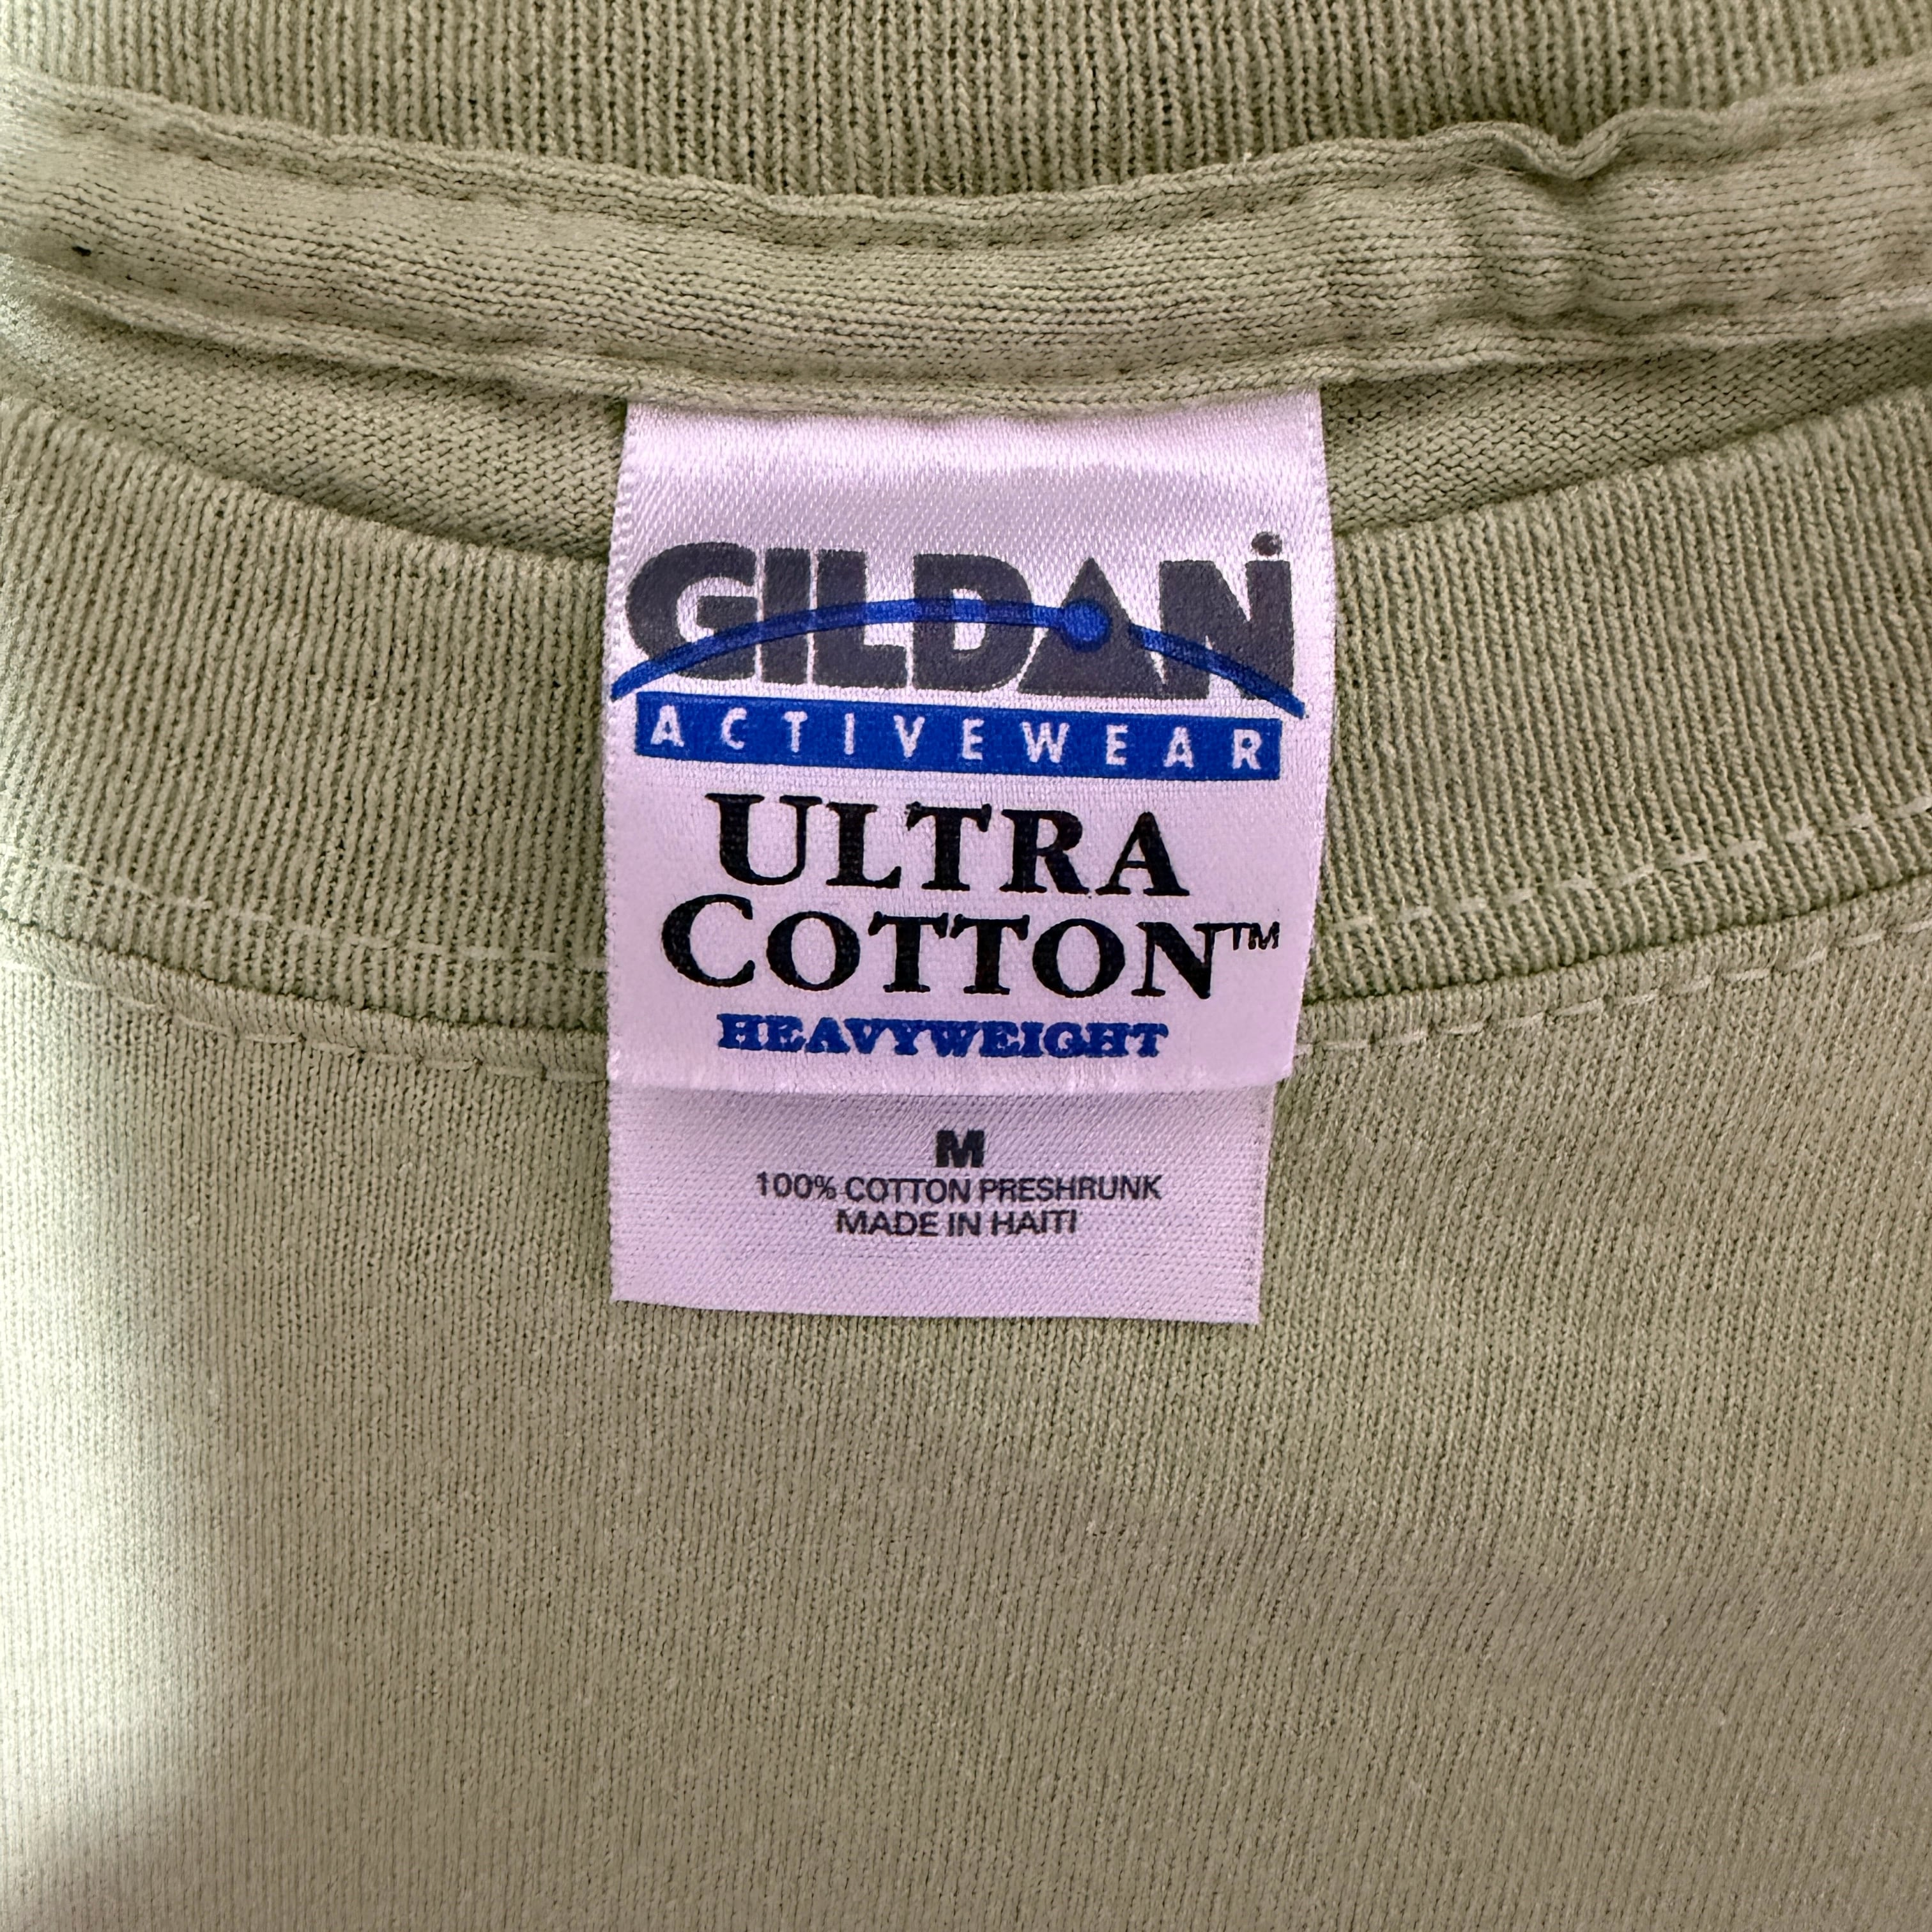 GILDAN
ACTIVEWEAR
ULTRA
COTTON™
HEAVYWEIGHT
M
100% COTTON PRESHRUNK
MADE IN HAITI